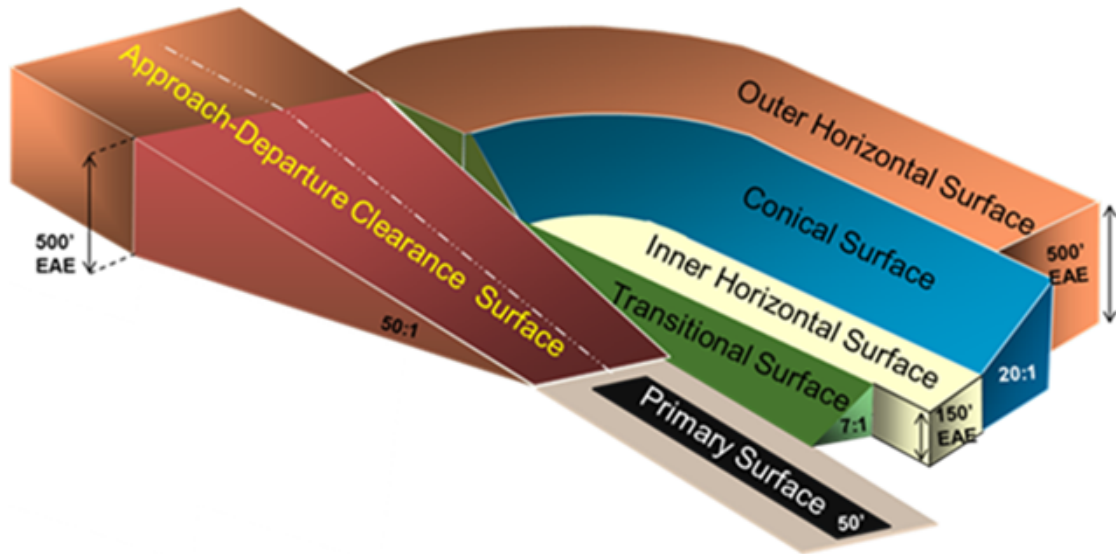 Approach-Departure Clearance Surface
Outer Horizontal Surface
Conical Surface
Inner Horizontal Surface
Transitional Surface
Primary Surface
50'
500'
EAE
50:1
500'
EAE
20:1
150'
EAE
7:1